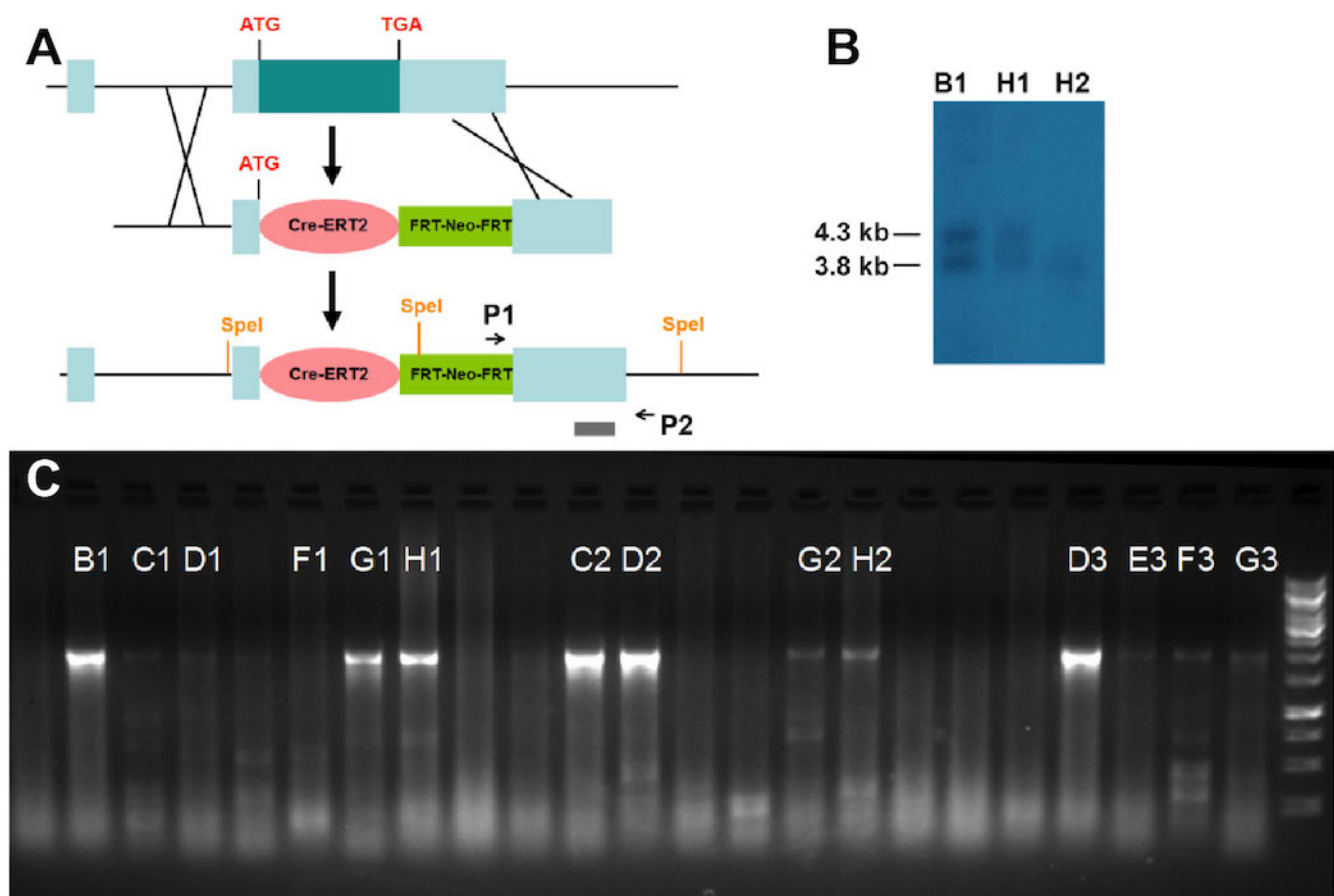 A
ATG TGA
ATG
Cre-ERT2 FRT-Neo-FRT
SpeI SpeI P1 SpeI
Cre-ERT2 FRT-Neo-FRT
P2
B
B1 H1 H2
4.3 kb
3.8 kb
C
B1 C1 D1 F1 G1 H1 C2 D2 G2 H2 D3 E3 F3 G3